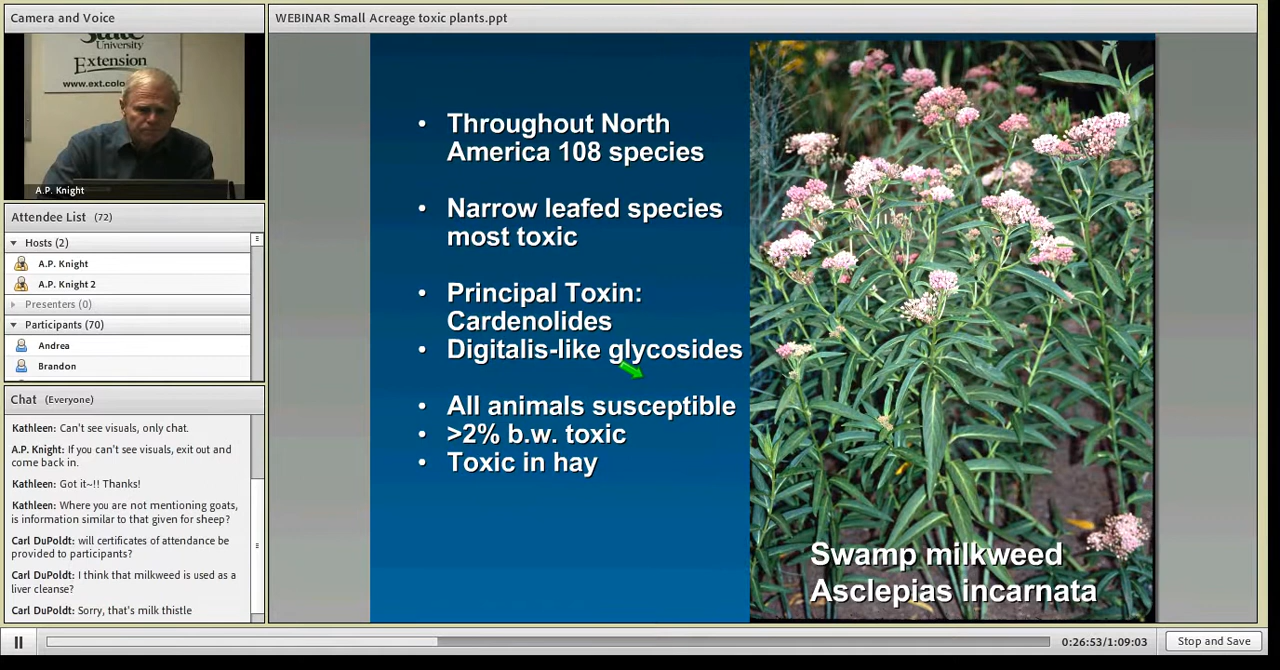 Camera and Voice
State
University
Extension
www.ext.colo
A.P. Knight
Attendee List (72)
Hosts (2)
A.P. Knight
A.P. Knight 2
Presenters (0)
Participants (70)
Andrea
Brandon
Chat (Everyone)
Kathleen: Can't see visuals, only chat.
A.P. Knight: If you can't see visuals, exit out and
come back in.
Kathleen: Got it~!! Thanks!
Kathleen: Where you are not mentioning goats,
is information similar to that given for sheep?
Carl DuPoldt: will certificates of attendance be
provided to participants?
Carl DuPoldt: I think that milkweed is used as a
liver cleanse?
Carl DuPoldt: Sorry, that's milk thistle
WEBINAR Small Acreage toxic plants.ppt
• Throughout North
America 108 species
• Narrow leafed species
most toxic
• Principal Toxin:
Cardenolides
• Digitalis-like glycosides
• All animals susceptible
• >2% b.w. toxic
• Toxic in hay
Swamp milkweed
Asclepias incarnata
0:26:53/1:09:03
Stop and Save